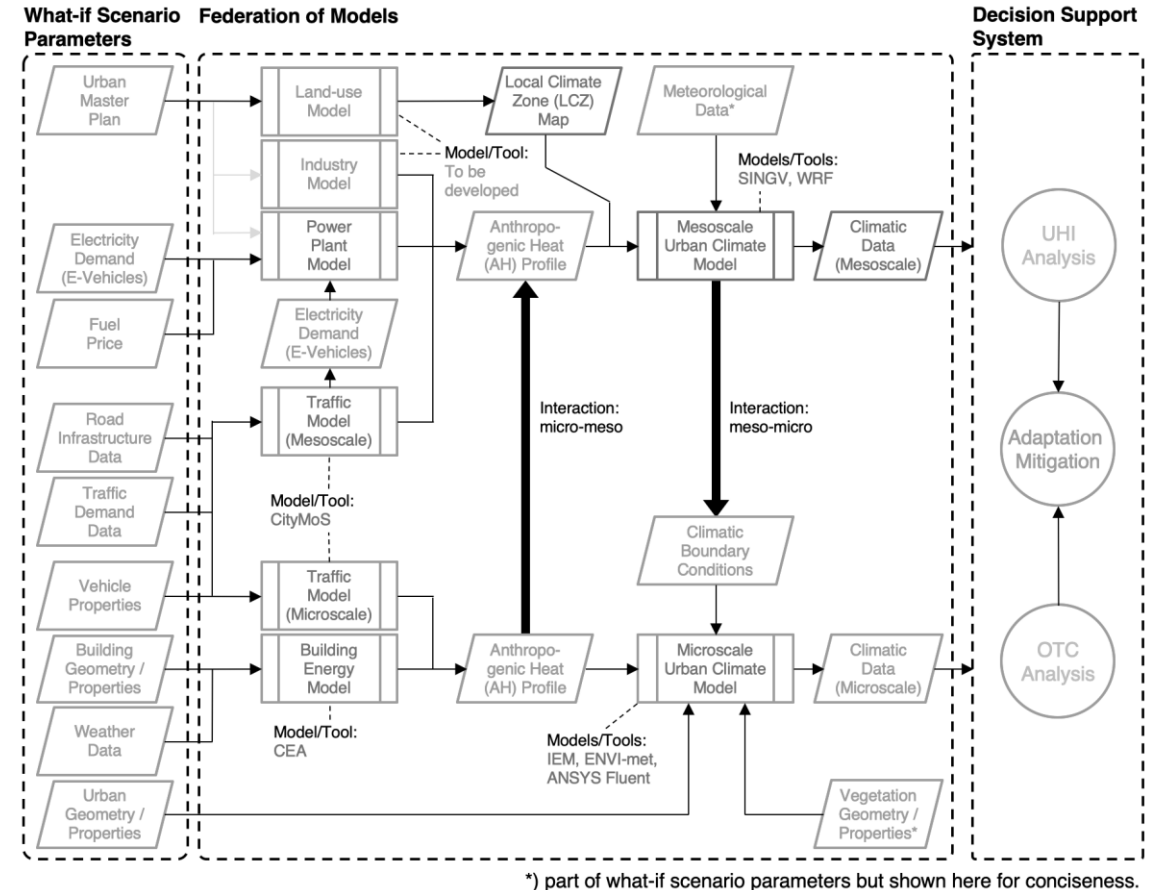 What-if Scenario
Parameters
Federation of Models
Decision Support
System
Urban
Master
Plan
Land-use
Model
Local Climate
Zone (LCZ)
Map
Meteorological
Data*
Industry
Model
Model/Tool:
To be
developed
Models/Tools:
SINGV, WRF
Electricity
Demand
(E-Vehicles)
Power
Plant
Model
Anthropo-
genic Heat
(AH) Profile
Mesoscale
Urban Climate
Model
Climatic
Data
(Mesoscale)
UHI
Analysis
Fuel
Price
Electricity
Demand
(E-Vehicles)
Road
Infrastructure
Data
Traffic
Model
(Mesoscale)
Interaction:
micro-meso
Interaction:
meso-micro
Adaptation
Mitigation
Traffic
Demand
Data
Model/Tool:
CityMoS
Climatic
Boundary
Conditions
Vehicle
Properties
Traffic
Model
(Microscale)
Building
Geometry /
Properties
Building
Energy
Model
Anthropo-
genic Heat
(AH) Profile
Microscale
Urban Climate
Model
Climatic
Data
(Microscale)
OTC
Analysis
Weather
Data
Model/Tool:
CEA
Models/Tools:
IEM, ENVI-met,
ANSYS Fluent
Urban
Geometry /
Properties
Vegetation
Geometry /
Properties*
*) part of what-if scenario parameters but shown here for conciseness.